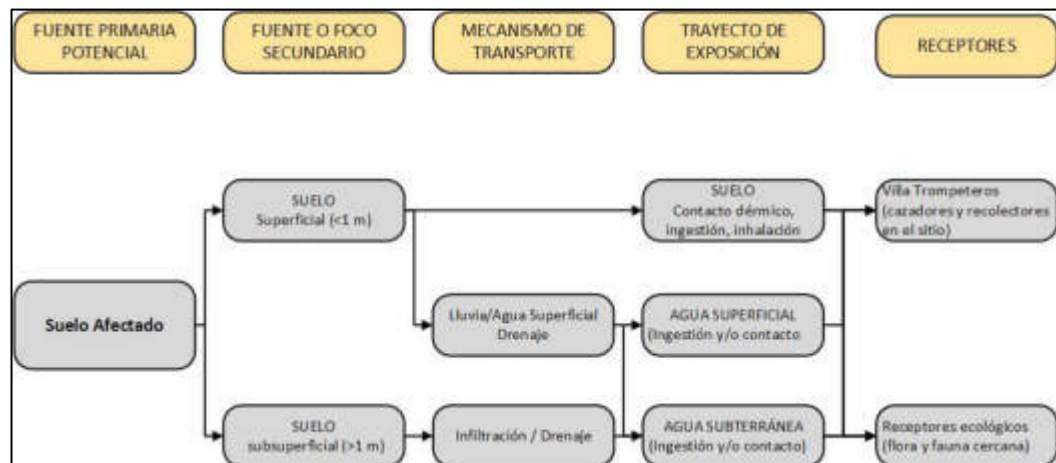 FUENTE PRIMARIA
POTENCIAL
FUENTE O FOCO
SECUNDARIO
MECANISMO DE
TRANSPORTE
TRAYECTO DE
EXPOSICIÓN
RECEPTORES
SUELO
Superficial (<1 m)
SUELO
Contacto dérmico,
ingestión, inhalación
Villa Trompeteros
(cazadores y recolectores
en el sitio)
Suelo Afectado
Lluvia/Agua Superficial
Drenaje
AGUA SUPERFICIAL
(Ingestión y/o contacto
SUELO
subsuperficial (>1 m)
Infiltración / Drenaje
AGUA SUBTERRÁNEA
(Ingestión y/o contacto)
Receptores ecológicos
(flora y fauna cercana)